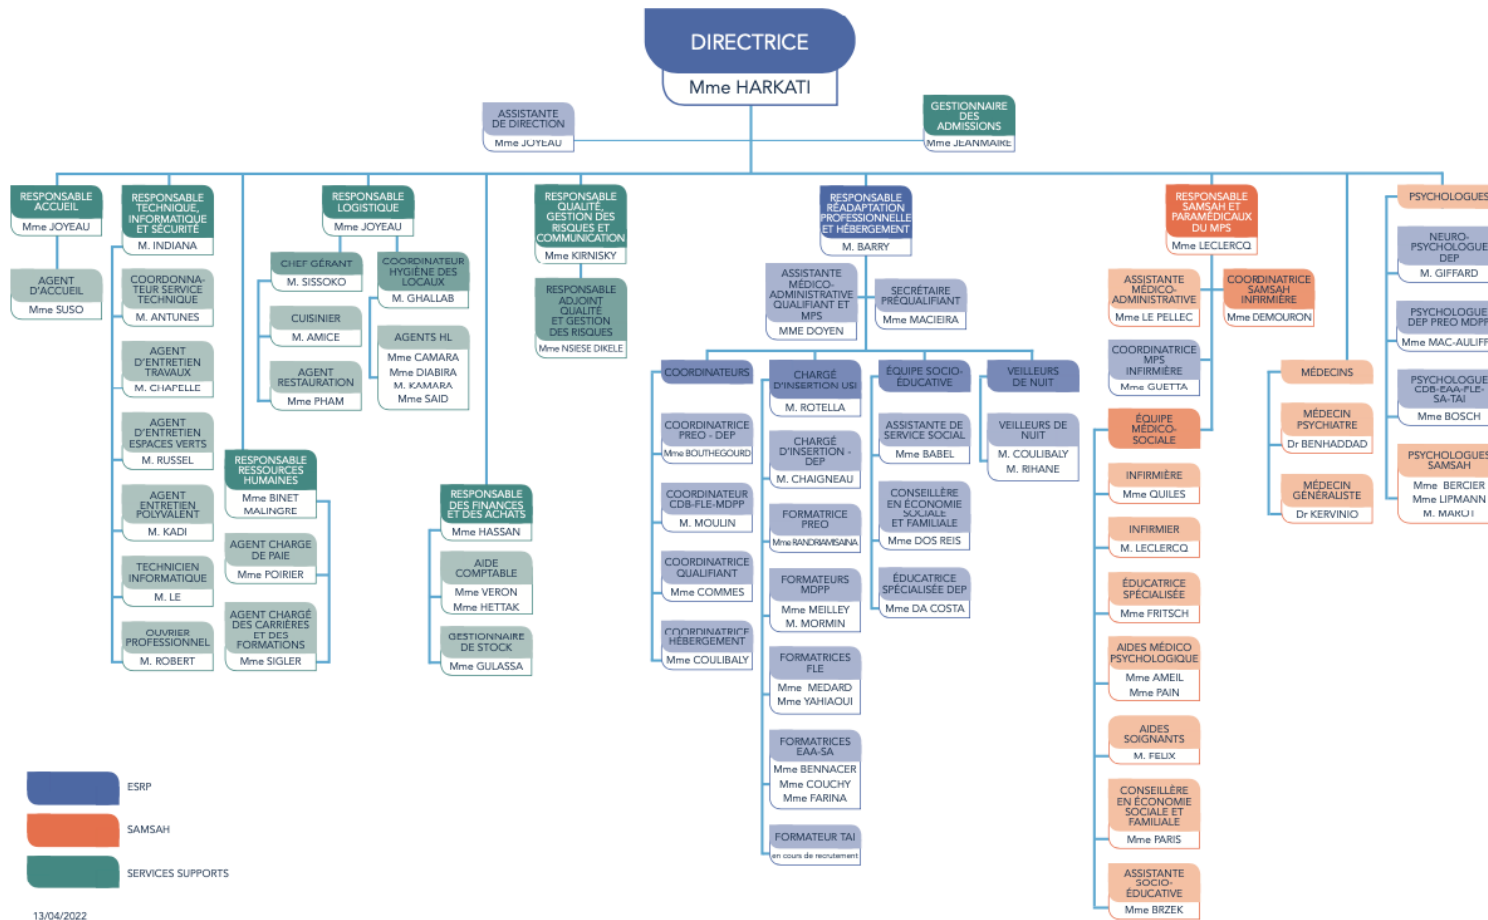 DIRECTRICE
Mme HARKATI
ASSISTANTE
DE DIRECTION
Mme JOYEAU
GESTIONNAIRE
DES
ADMISSIONS
Mme JEANMAIRE
RESPONSABLE
ACCUEIL
Mme JOYEAU
AGENT
D'ACCUEIL
Mme SUSO
RESPONSABLE
TECHNIQUE,
INFORMATIQUE
ET SÉCURITÉ
M. INDIANA
COORDONNA-
TEUR SERVICE
TECHNIQUE
M. ANTUNES
AGENT
D'ENTRETIEN
TRAVAUX
M. CHAPELLE
AGENT
D'ENTRETIEN
ESPACES VERTS
M. RUSSEL
AGENT
ENTRETIEN
POLYVALENT
M. KADI
TECHNICIEN
INFORMATIQUE
M. LE
OUVRIER
PROFESSIONNEL
M. ROBERT
RESPONSABLE
RESSOURCES
HUMAINES
Mme BINET
MALINGRE
AGENT CHARGE
DE PAIE
Mme POIRIER
AGENT CHARGÉ
DES CARRIÈRES
ET DES
FORMATIONS
Mme SIGLER
RESPONSABLE
LOGISTIQUE
Mme JOYEAU
CHEF GÉRANT
M. SISSOKO
CUISINIER
M. AMICE
AGENT
RESTAURATION
Mme PHAM
COORDINATEUR
HYGIÈNE DES
LOCAUX
M. GHALLAB
AGENTS HL
Mme CAMARA
Mme DIABIRA
M. KAMARA
Mme SAID
RESPONSABLE
DES FINANCES
ET DES ACHATS
Mme HASSAN
AIDE
COMPTABLE
Mme VERON
Mme HETTAK
GESTIONNAIRE
DE STOCK
Mme GULASSA
RESPONSABLE
QUALITÉ,
GESTION DES
RISQUES ET
COMMUNICATION
Mme KIRNISKY
RESPONSABLE
ADJOINT
QUALITÉ
ET GESTION
DES RISQUES
Mme NSIESE DIKELE
RESPONSABLE
RÉADAPTATION
PROFESSIONNELLE
ET HÉBERGEMENT
M. BARRY
ASSISTANTE
MÉDICO-
ADMINISTRATIVE
QUALIFIANT ET
MPS
MME DOYEN
SECRÉTAIRE
PRÉQUALIFIANT
Mme MACIEIRA
COORDINATEURS
COORDINATRICE
PREO - DEP
Mme BOUTHEGOURD
COORDINATEUR
CDB-FLE-MDPP
M. MOULIN
COORDINATRICE
QUALIFIANT
Mme COMMES
COORDINATRICE
HÉBERGEMENT
Mme COULIBALY
CHARGÉ
D'INSERTION USI
M. ROTELLA
CHARGÉ
D'INSERTION -
DEP
M. CHAIGNEAU
FORMATRICE
PREO
Mme RANDRIAMISAINA
FORMATEURS
MDPP
Mme MEILLEY
M. MORMIN
FORMATRICES
FLE
Mme MEDARD
Mme YAHIAOUI
FORMATRICES
EAA-SA
Mme BENNACER
Mme COUCHY
Mme FARINA
FORMATEUR TAI
en cours de recrutement
ÉQUIPE SOCIO-
ÉDUCATIVE
ASSISTANTE DE
SERVICE SOCIAL
Mme BABEL
CONSEILLÈRE
EN ÉCONOMIE
SOCIALE
ET FAMILIALE
Mme DOS REIS
ÉDUCATRICE
SPÉCIALISÉE DEP
Mme DA COSTA
VEILLEURS
DE NUIT
VEILLEURS DE
NUIT
M. COULIBALY
M. RIHANE
RESPONSABLE
SAMSAH ET
PARAMÉDICAUX
DU MPS
Mme LECLERCQ
ASSISTANTE
MÉDICO-
ADMINISTRATIVE
Mme LE PELLEC
COORDINATRICE
SAMSAH
INFIRMIÈRE
Mme DEMOURON
COORDINATRICE
MPS
INFIRMIÈRE
Mme GUETTA
ÉQUIPE
MÉDICO-
SOCIALE
INFIRMIÈRE
Mme QUILES
INFIRMIER
M. LECLERCQ
ÉDUCATRICE
SPÉCIALISÉE
Mme FRITSCH
AIDES MÉDICO
PSYCHOLOGIQUE
Mme AMEIL
Mme PAIN
AIDES
SOIGNANTS
M. FELIX
CONSEILLÈRE
EN ÉCONOMIE
SOCIALE ET
FAMILIALE
Mme PARIS
ASSISTANTE
SOCIO-
ÉDUCATIVE
Mme BRZEK
MÉDECINS
MÉDECIN
PSYCHIATRE
Dr BENHADDAD
MÉDECIN
GÉNÉRALISTE
Dr KERVINIO
PSYCHOLOGUES
NEURO-
PSYCHOLOGUE
DEP
M. GIFFARD
PSYCHOLOGUE
DEP PREO MDPP
Mme MAC-AULIFF
PSYCHOLOGUE
CDB-EAA-FLE-
SA-TAI
Mme BOSCH
PSYCHOLOGUES
SAMSAH
Mme BERCIER
Mme LIPMANN
M. MAROT
ESRP
SAMSAH
SERVICES SUPPORTS
13/04/2022